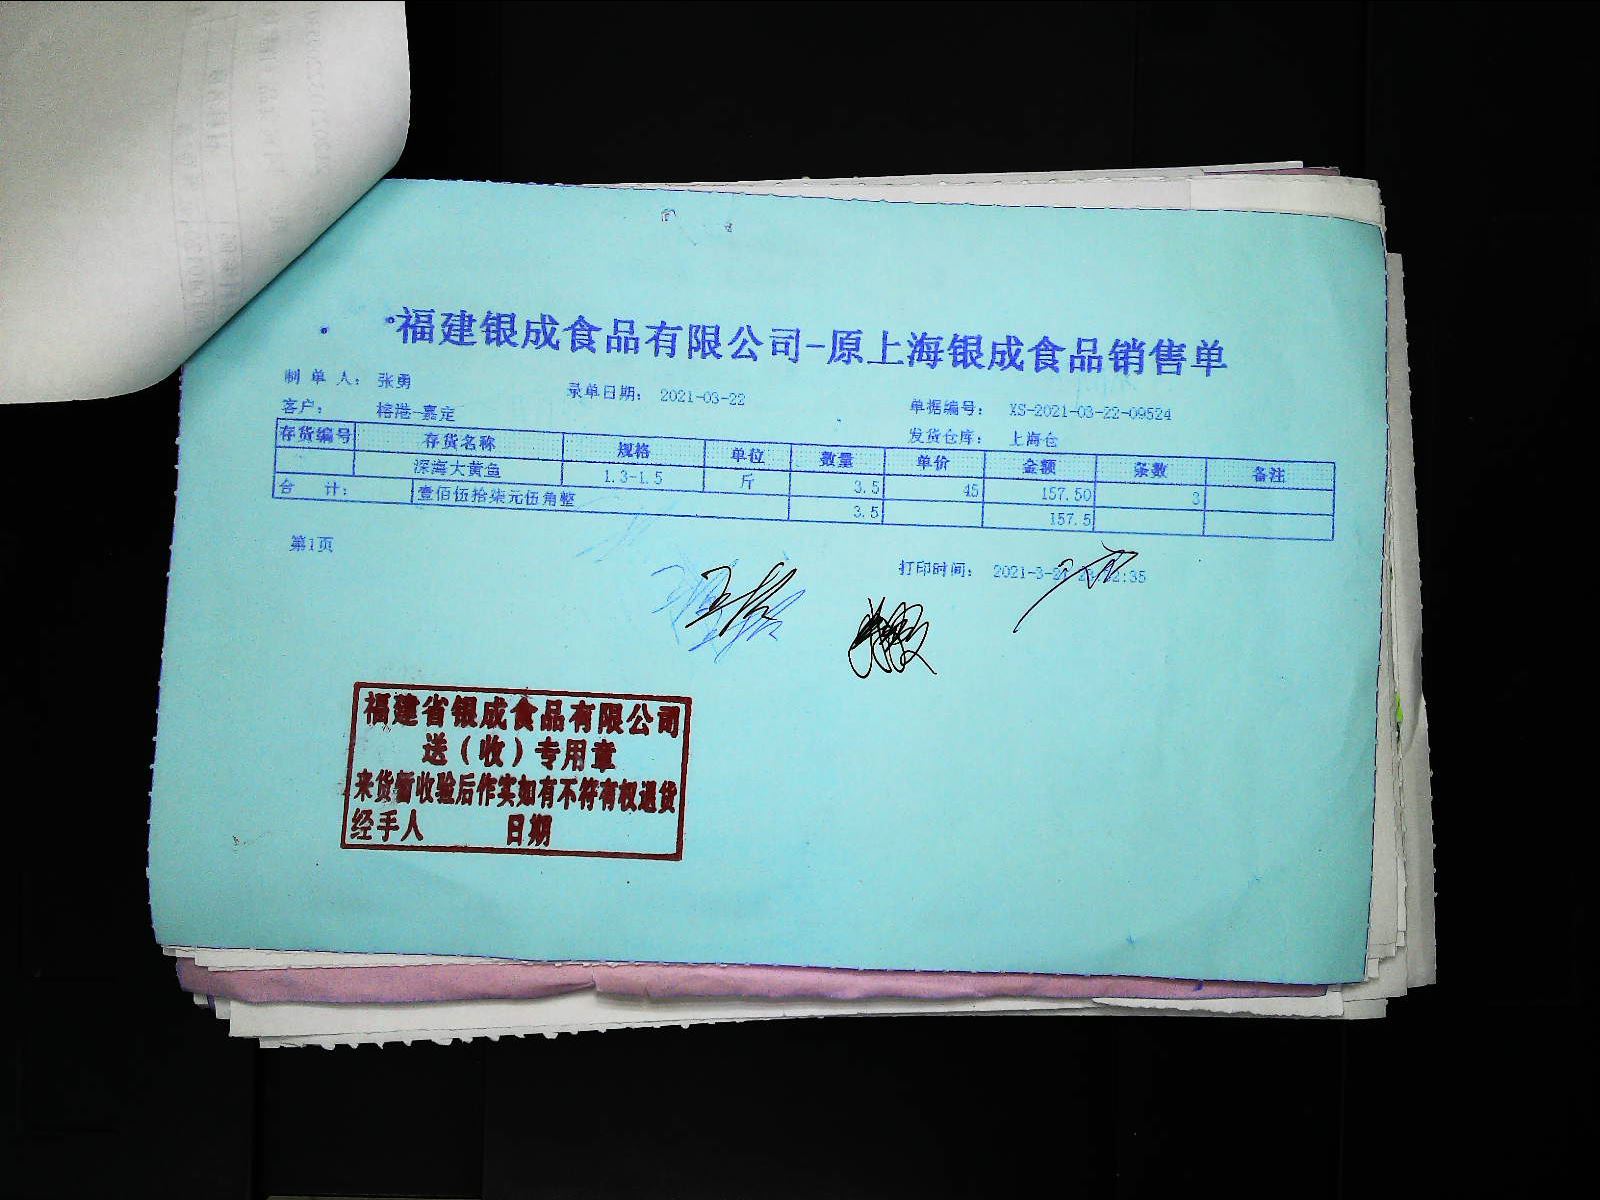 福建银成食品有限公司-原上海银成食品销售单
制 单 人： 张勇 录单日期： 2021-03-22 单据编号： XS-2021-03-22-09524
客户： 榕港-嘉定 发货仓库： 上海仓
存货编号 存货名称 规格 单位 数量 单价 金额 条数 备注
深海大黄鱼 1.3-1.5 斤 3.5 45 157.50 3
合 计： 壹佰伍拾柒元伍角整 3.5 157.5
第1页
打印时间： 2021-3-21
福建省银成食品有限公司
送（收）专用章
来货暂收验后作实如有不符有权退货
经手人 日期